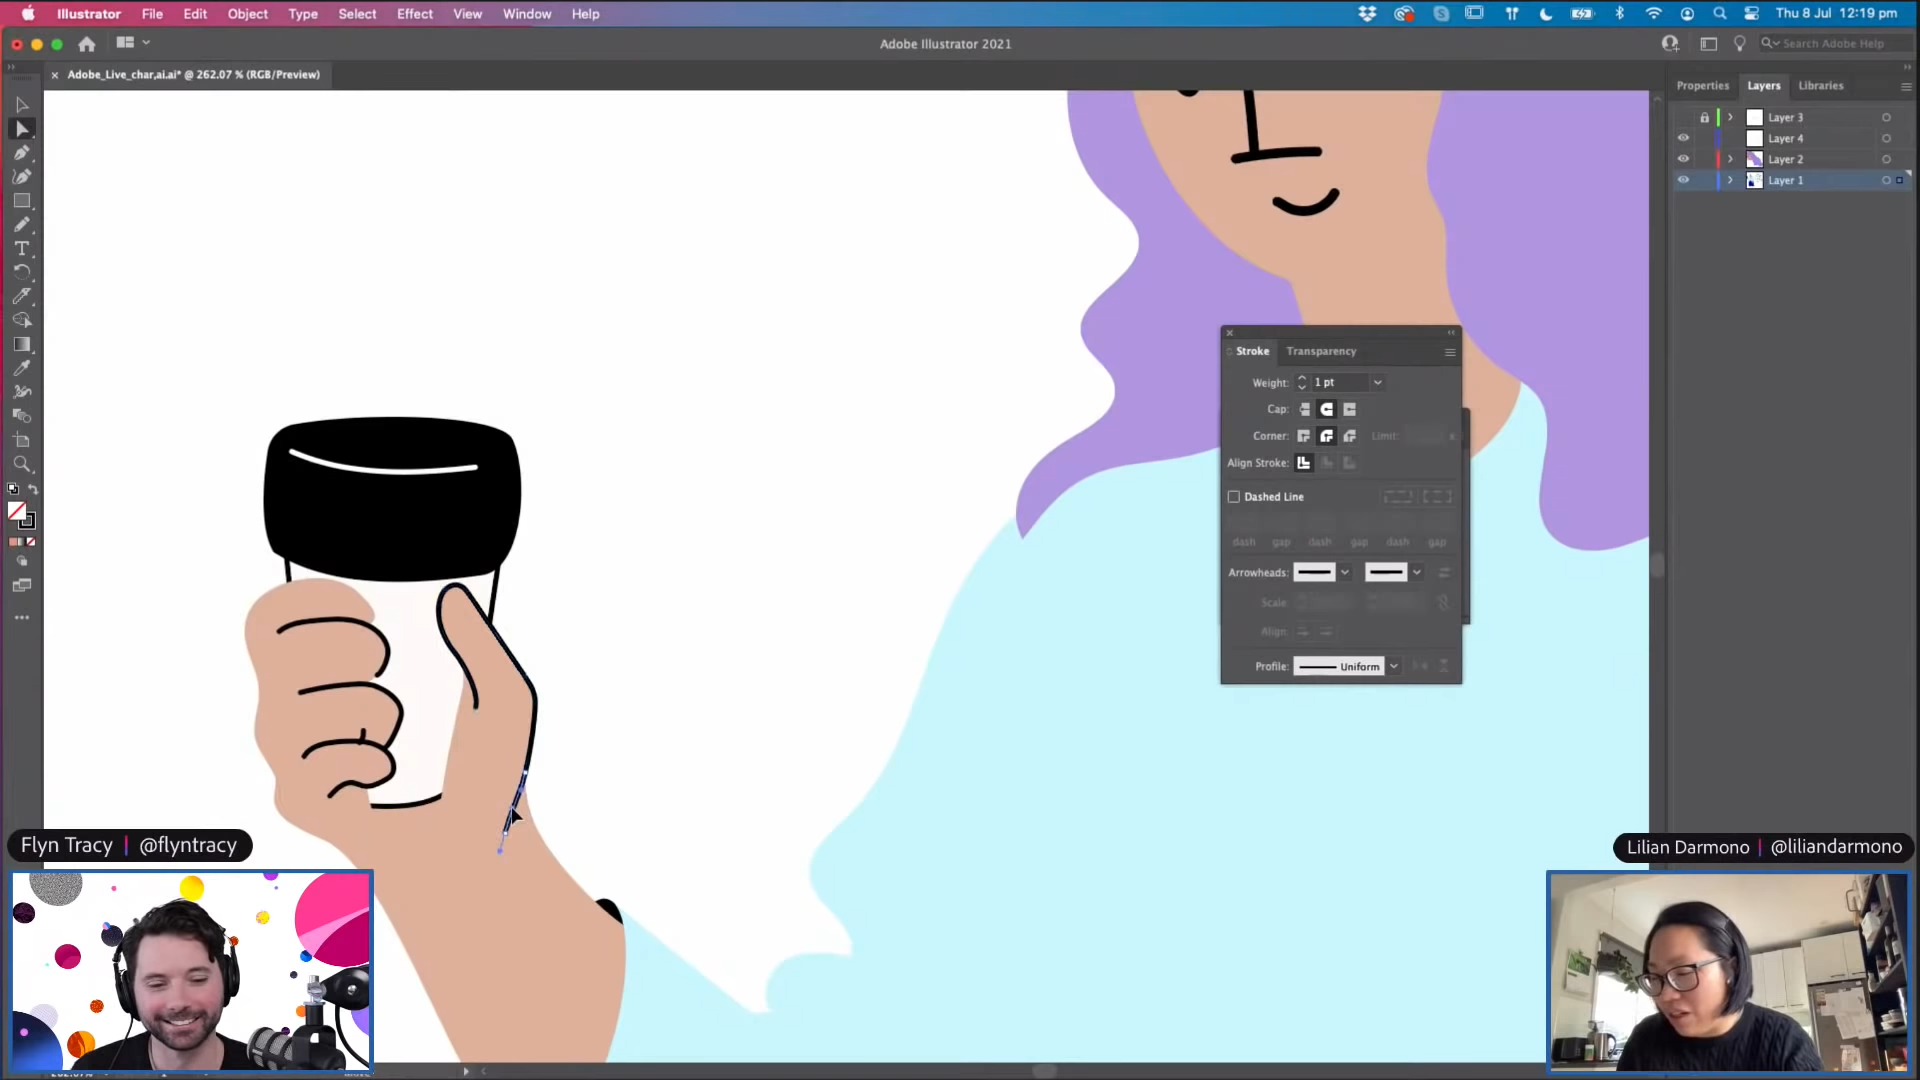 Illustrator File Edit Object Type Select Effect View Window Help
Thu 8 Jul 12:19 pm
Adobe Illustrator 2021
Search Adobe Help
Adobe_Live_char,ai.ai* @ 262.07 % (RGB/Preview)
Properties Layers Libraries
Layer 3
Layer 4
Layer 2
Layer 1
Stroke Transparency
Weight: 1 pt
Cap:
Corner: Limit: x
Align Stroke:
Dashed Line
dash gap dash gap dash gap
Arrowheads:
Scale:
Align:
Profile: Uniform
Flyn Tracy | @flyntracy
Lilian Darmono | @liliandarmono